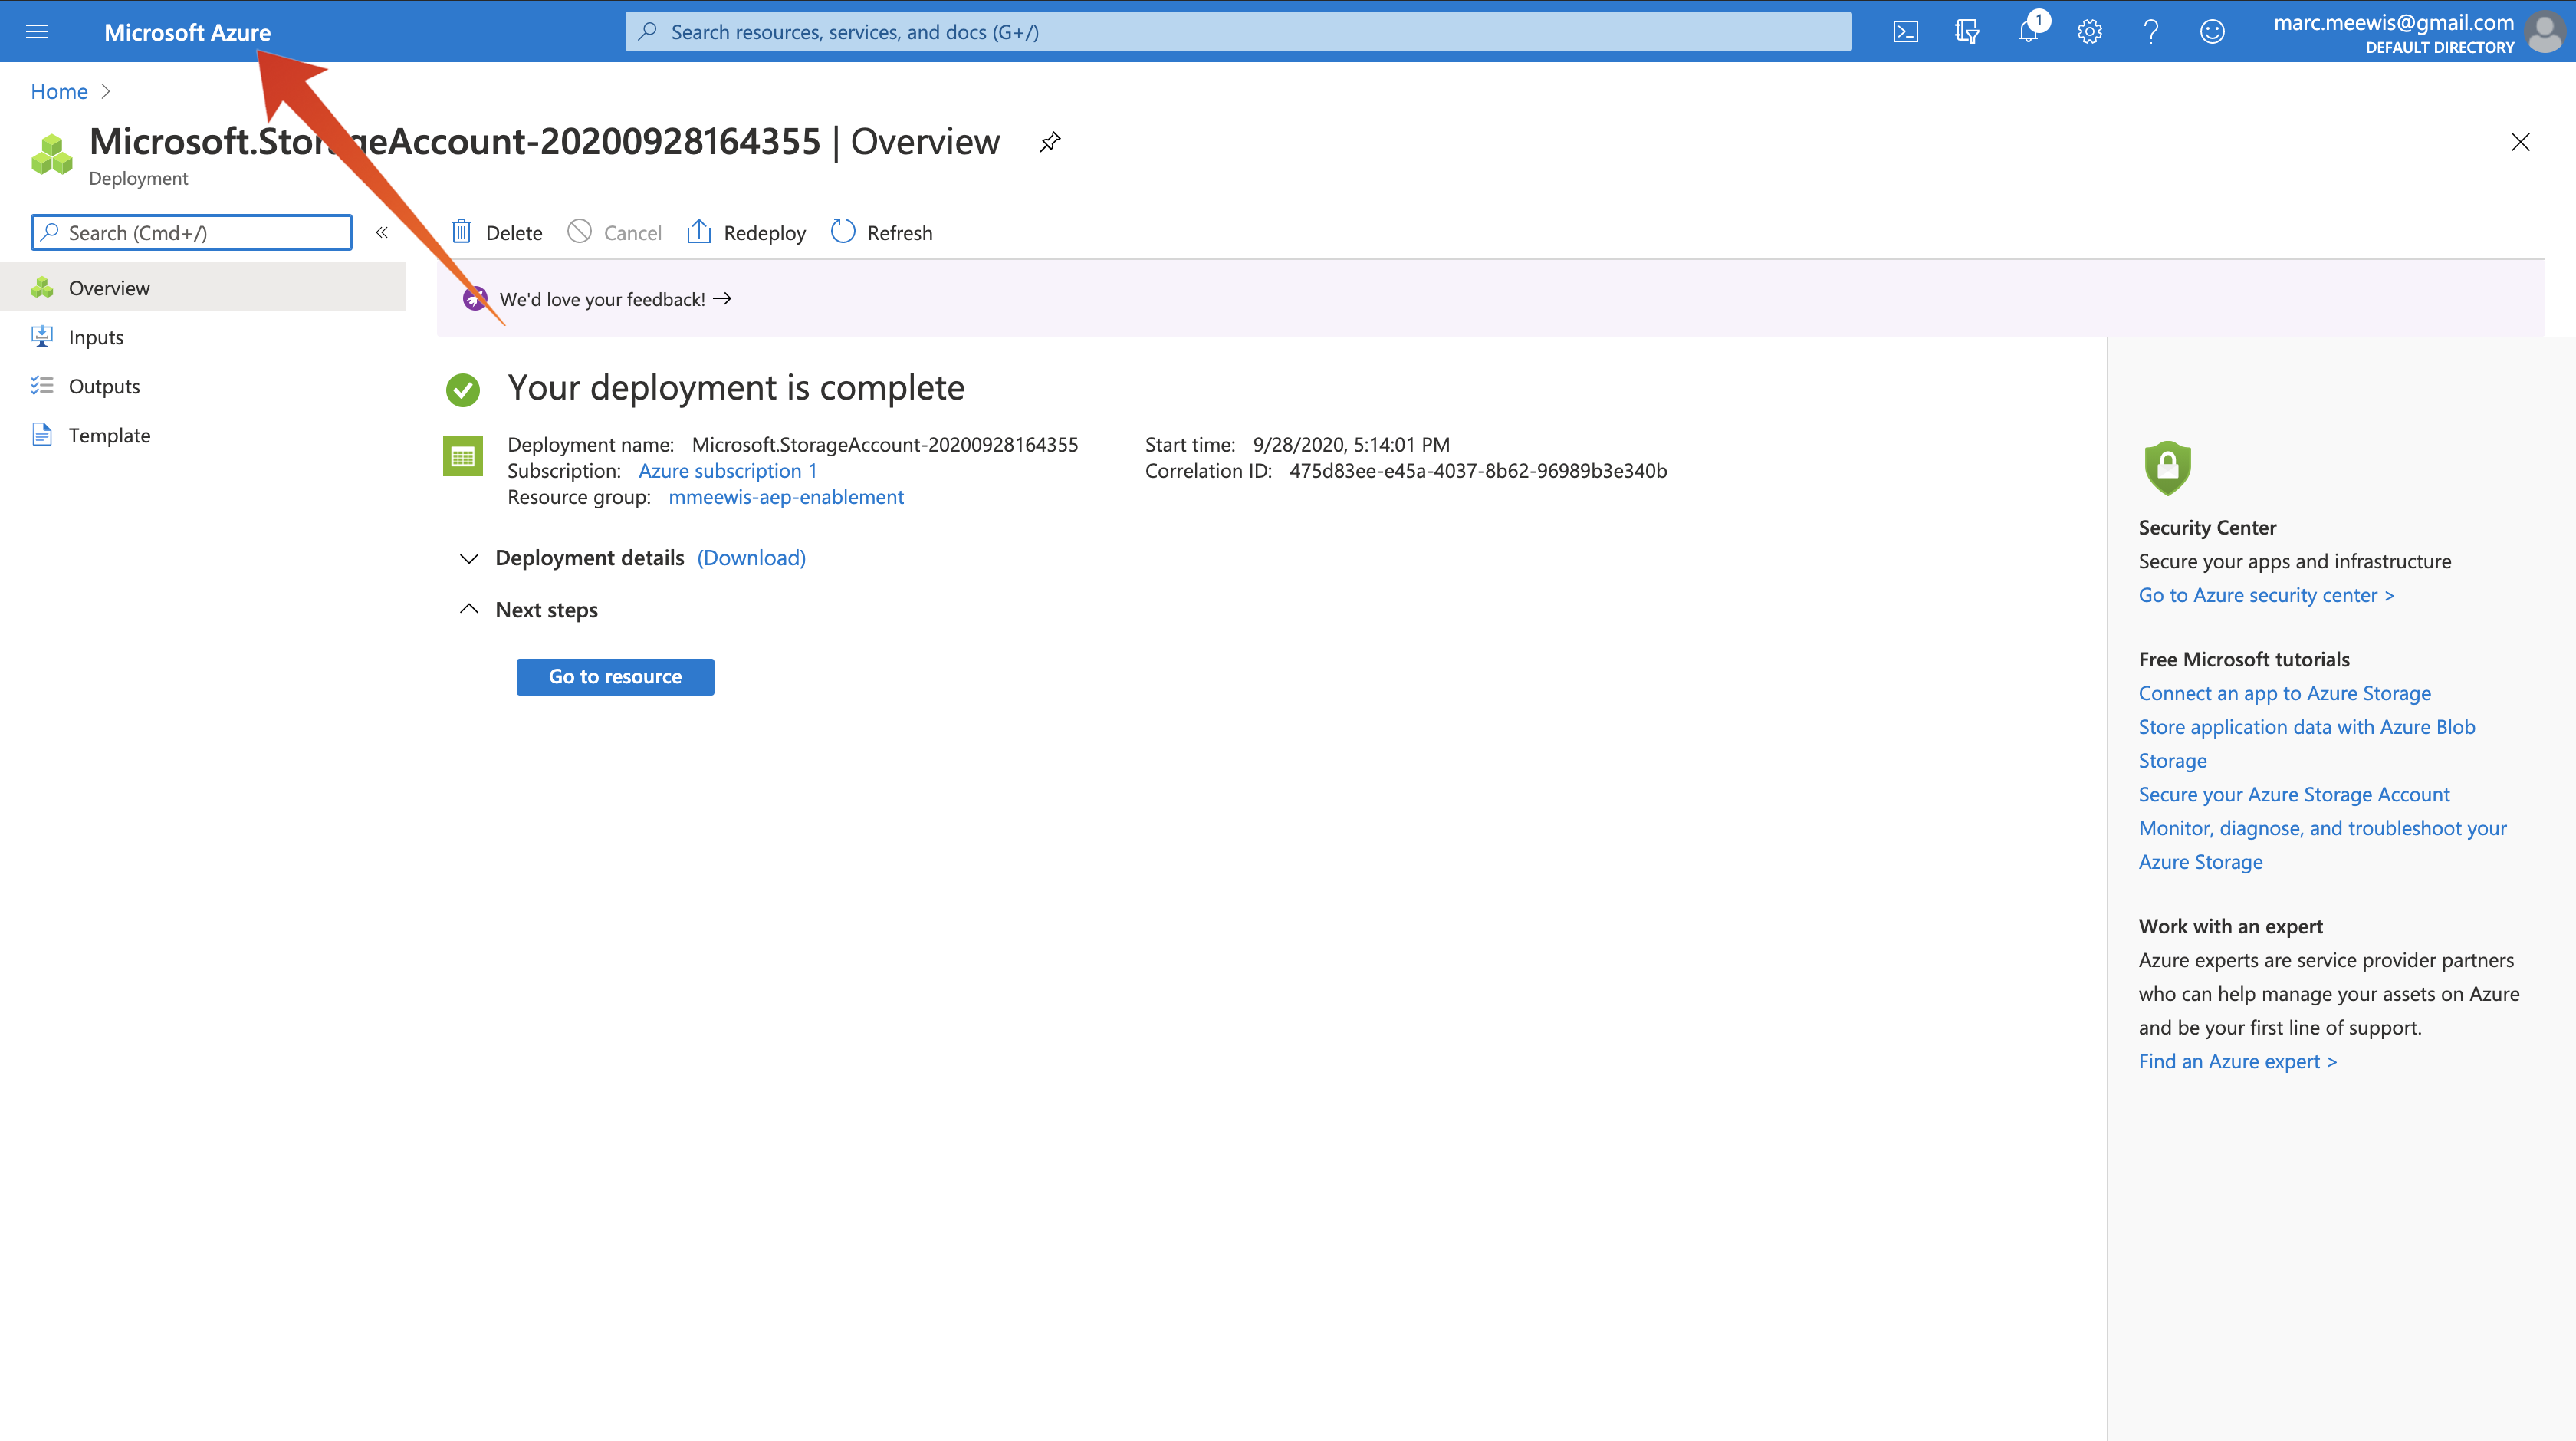 Microsoft Azure
Search resources, services, and docs (G+/)
1
marc.meewis@gmail.com
DEFAULT DIRECTORY
Home
Microsoft.StorageAccount-20200928164355 | Overview
Deployment
Search (Cmd+/)
«
Delete
Cancel
Redeploy
Refresh
Overview
Inputs
Outputs
Template
We'd love your feedback! →
Your deployment is complete
Deployment name: Microsoft.StorageAccount-20200928164355
Subscription: Azure subscription 1
Resource group: mmeewis-aep-enablement
Start time: 9/28/2020, 5:14:01 PM
Correlation ID: 475d83ee-e45a-4037-8b62-96989b3e340b
Deployment details (Download)
Next steps
Go to resource
Security Center
Secure your apps and infrastructure
Go to Azure security center >
Free Microsoft tutorials
Connect an app to Azure Storage
Store application data with Azure Blob
Storage
Secure your Azure Storage Account
Monitor, diagnose, and troubleshoot your
Azure Storage
Work with an expert
Azure experts are service provider partners
who can help manage your assets on Azure
and be your first line of support.
Find an Azure expert >